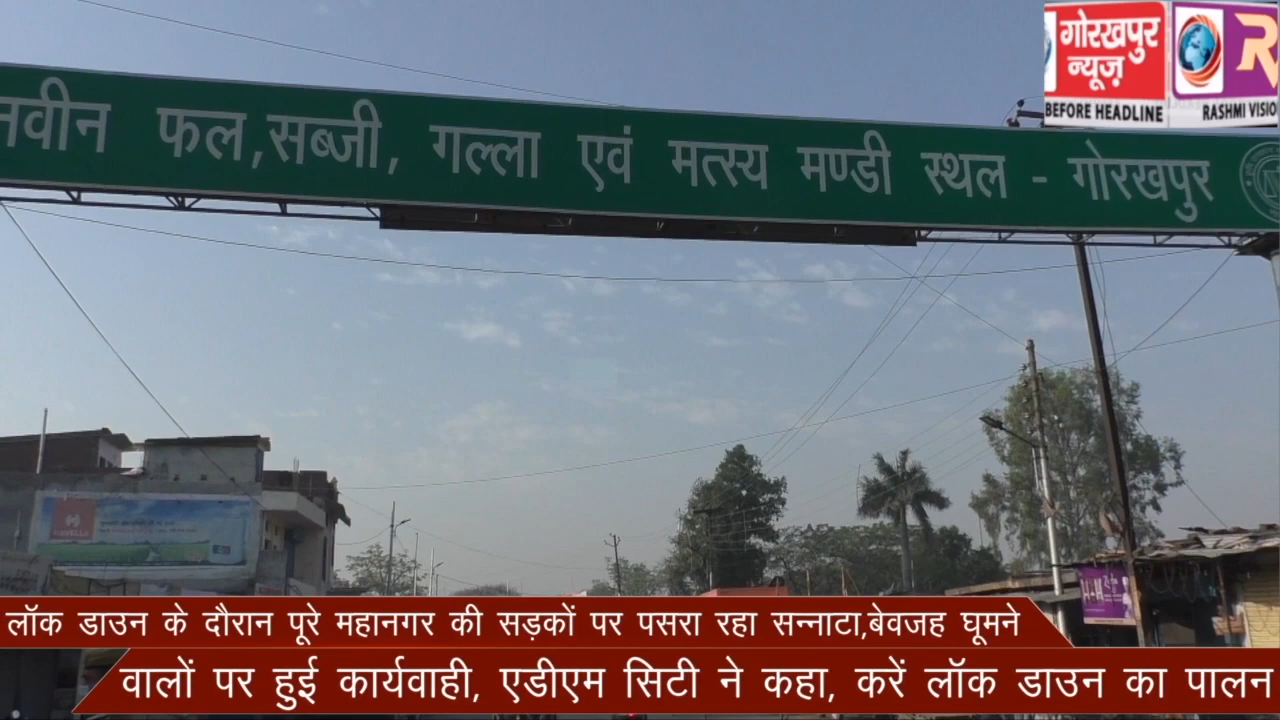 गोरखपुर
न्यूज़
BEFORE HEADLINE
R
RASHMI VISIO
नवीन फल,सब्जी, गल्ला एवं मत्स्य मण्डी स्थल - गोरखपुर
लॉक डाउन के दौरान पूरे महानगर की सड़कों पर पसरा रहा सन्नाटा,बेवजह घूमने
वालों पर हुई कार्यवाही, एडीएम सिटी ने कहा, करें लॉक डाउन का पालन